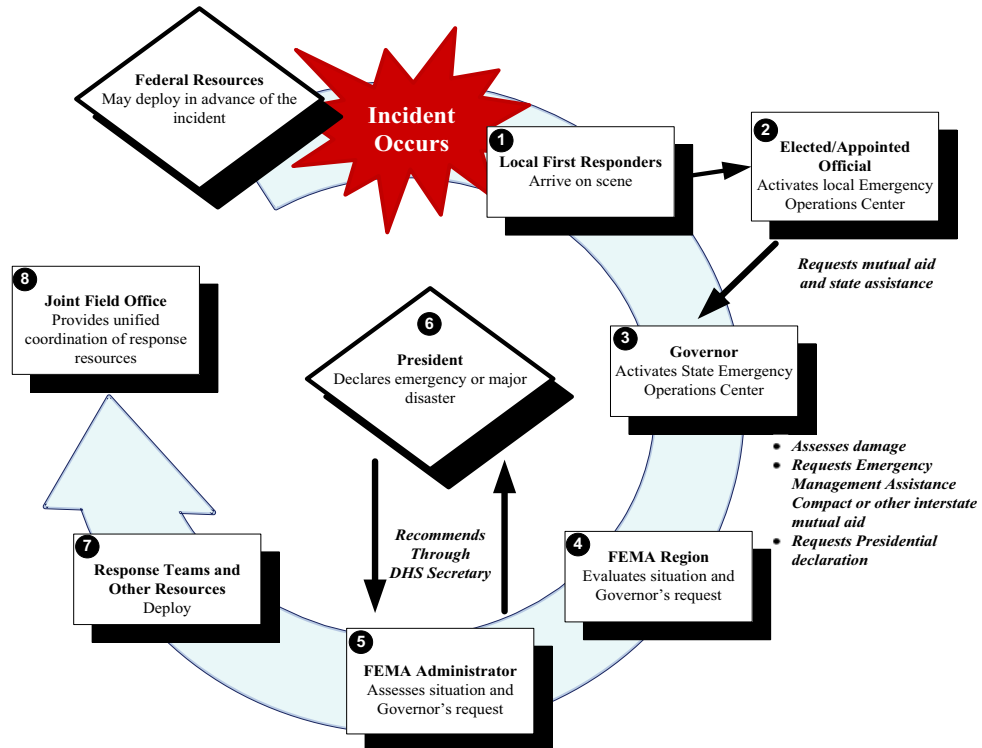 Federal Resources
May deploy in advance of the
incident
Incident
Occurs
1
Local First Responders
Arrive on scene
2
Elected/Appointed
Official
Activates local Emergency
Operations Center
Requests mutual aid
and state assistance
3
Governor
Activates State Emergency
Operations Center
• Assesses damage
• Requests Emergency
Management Assistance
Compact or other interstate
mutual aid
• Requests Presidential
declaration
4
FEMA Region
Evaluates situation and
Governor’s request
5
FEMA Administrator
Assesses situation and
Governor’s request
Recommends
Through
DHS Secretary
6
President
Declares emergency or major
disaster
7
Response Teams and
Other Resources
Deploy
8
Joint Field Office
Provides unified
coordination of response
resources